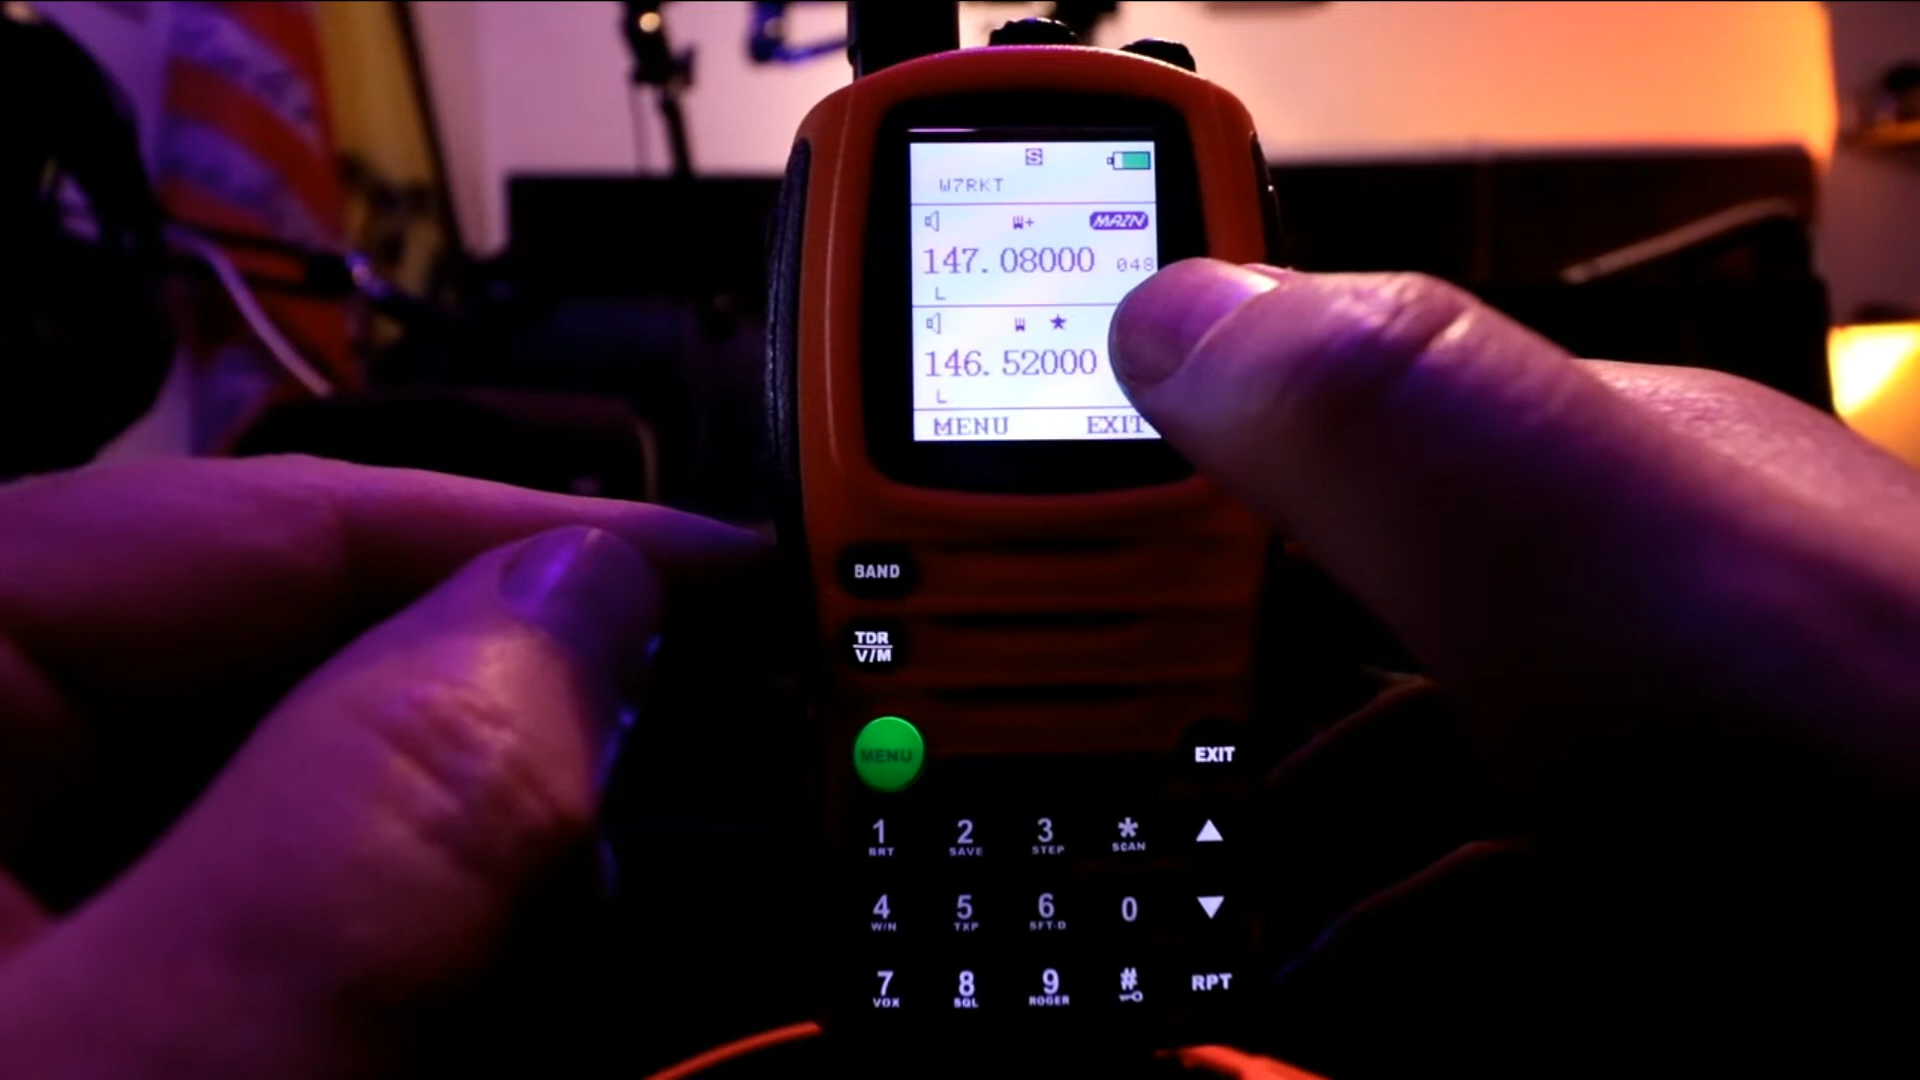 S
W7RKT
W+ MAIN
147.08000 048
L
W ★
146.52000
L
MENU EXIT
BAND
TDR
V/M
MENU EXIT
1 2 3 * ▲
BRT SAVE STEP SCAN
4 5 6 0 ▼
W/N TXP SFT-D
7 8 9 # RPT
VOX SQL ROGER